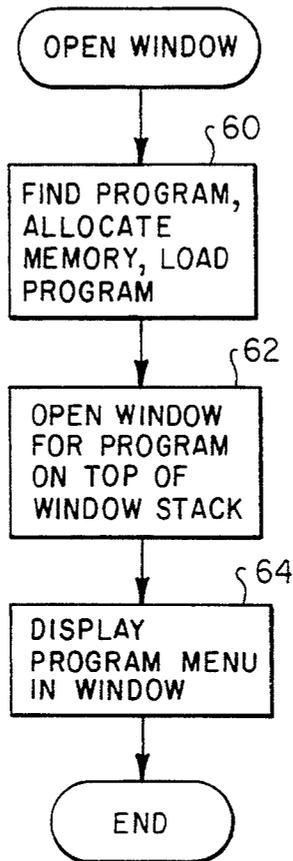 OPEN WINDOW
60
FIND PROGRAM,
ALLOCATE
MEMORY, LOAD
PROGRAM
62
OPEN WINDOW
FOR PROGRAM
ON TOP OF
WINDOW STACK
64
DISPLAY
PROGRAM MENU
IN WINDOW
END